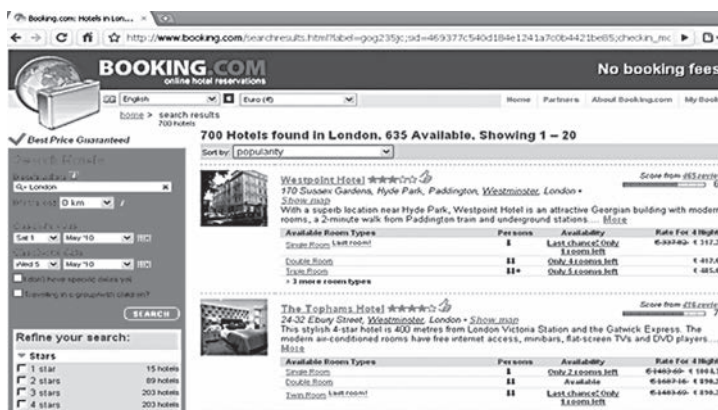 Booking.com: Hotels in Lon...
http://www.booking.com/searchresults.html?label=gog235jc;sid=469377c540d184e1241a7c0b4421be85;checkin_mc
BOOKING.COM
online hotel reservations
No booking fees
English
Euro (€)
Home Partners About Booking.com My Book
home > search results
700 hotels
Best Price Guaranteed
700 Hotels found in London. 635 Available. Showing 1 – 20
Sort by: popularity
Search Hotels
London
0 km
Sat 1 May '10
Wed 5 May '10
I don't have specific dates yet
Travelling in a group/with children?
SEARCH
Refine your search:
Stars
1 star 15 hotels
2 stars 89 hotels
3 stars 203 hotels
4 stars 203 hotels
Westpoint Hotel
Score from
170 Sussex Gardens, Hyde Park, Paddington, Westminster, London •
Show map
With a superb location near Hyde Park, Westpoint Hotel is an attractive Georgian building with modern
rooms, a 2-minute walk from Paddington train and underground stations.... More
Available Room Types Persons Availability Rate For 4 Night
Single Room Last room! Last chance! Only
1 rooms left
Double Room Only 4 rooms left
Triple Room Only 5 rooms left
> 3 more room types
The Tophams Hotel
Score from
24-32 Ebury Street, Westminster, London • Show map
This stylish 4-star hotel is 400 metres from London Victoria Station and the Gatwick Express. The
modern air-conditioned rooms have free internet access, minibars, flat-screen TVs and DVD players....
More
Available Room Types Persons Availability Rate For 4 Night
Single Room Only 2 rooms left
Double Room Available
Twin Room Last room! Last chance! Only
1 rooms left